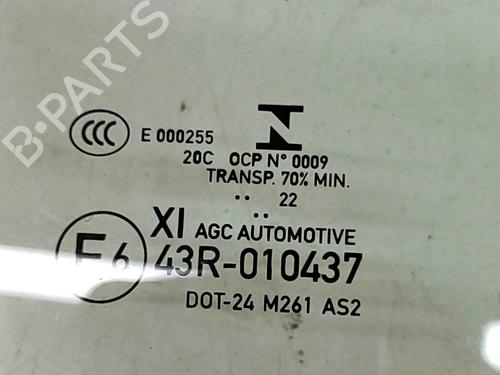 B-PARTS
CCC E 000255
20C OCP N° 0009
TRANSP. 70% MIN.
.. 22
..
XI AGC AUTOMOTIVE
E6 43R-010437
DOT-24 M261 AS2